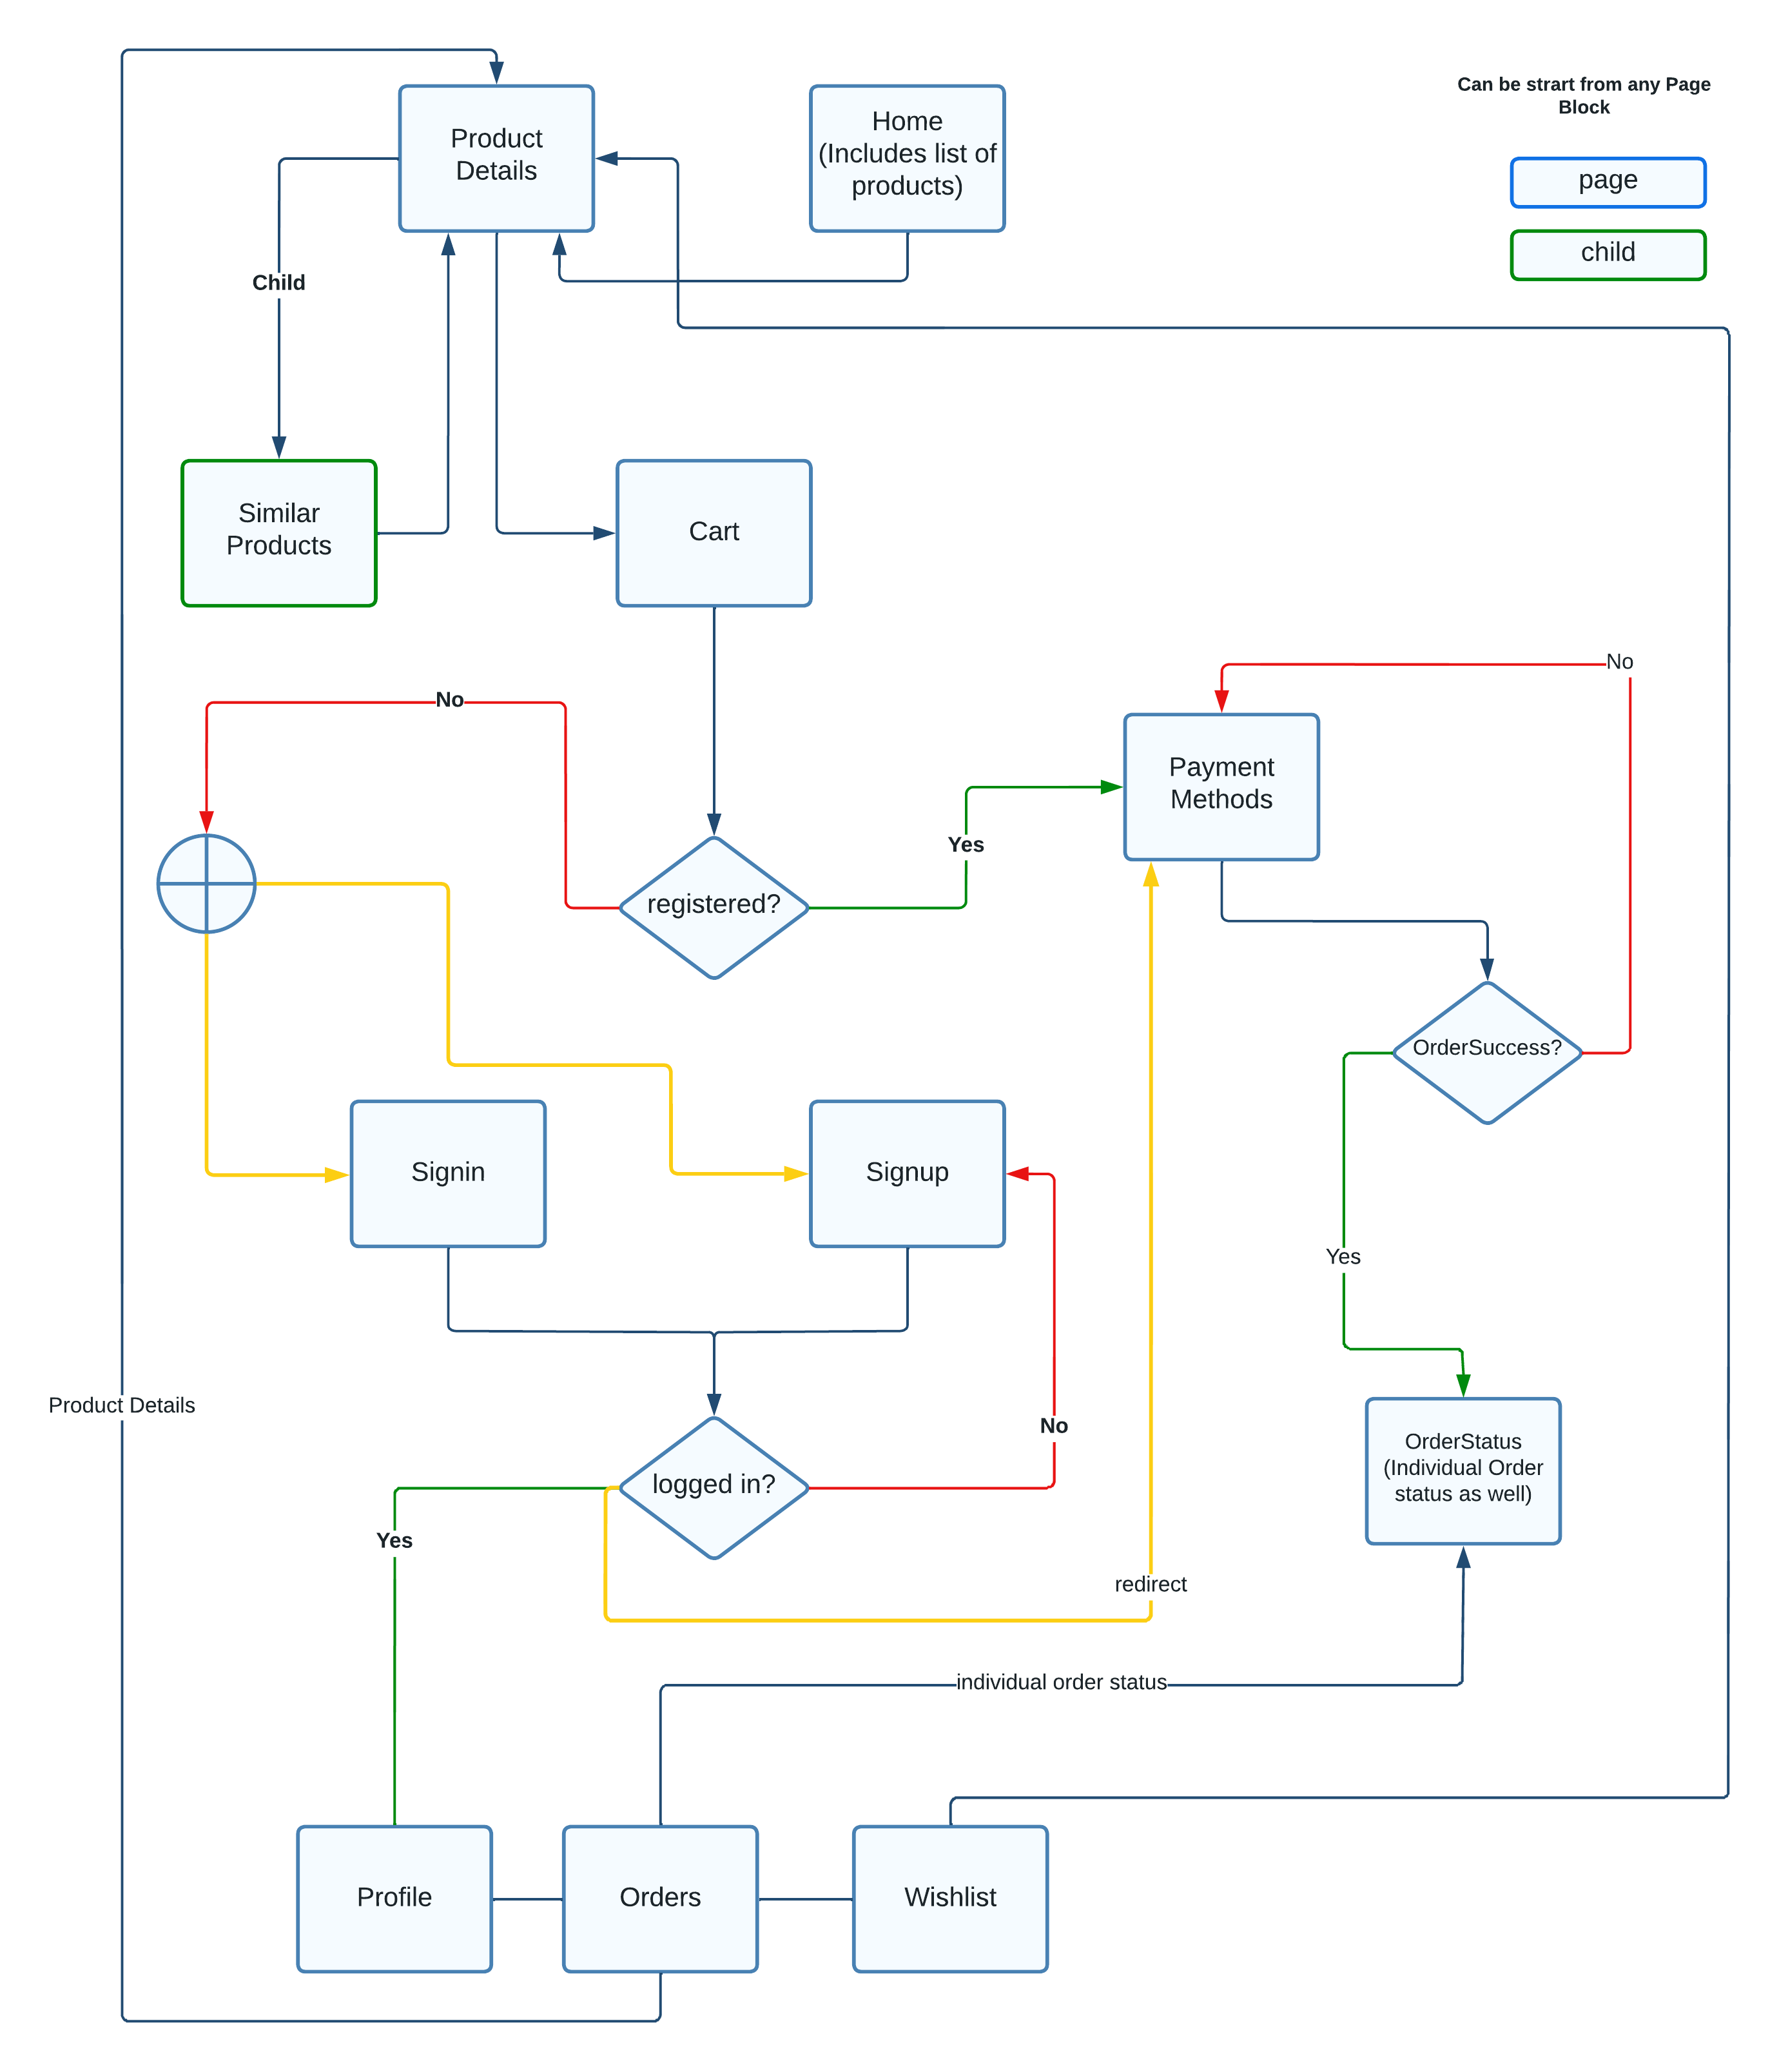 Can be strart from any Page
Block
Product
Details
Home
(Includes list of
products)
page
child
Child
Similar
Products
Cart
No
No
Payment
Methods
Yes
registered?
OrderSuccess?
Signin
Signup
Yes
Product Details
No
OrderStatus
(Individual Order
status as well)
logged in?
Yes
redirect
individual order status
Profile
Orders
Wishlist